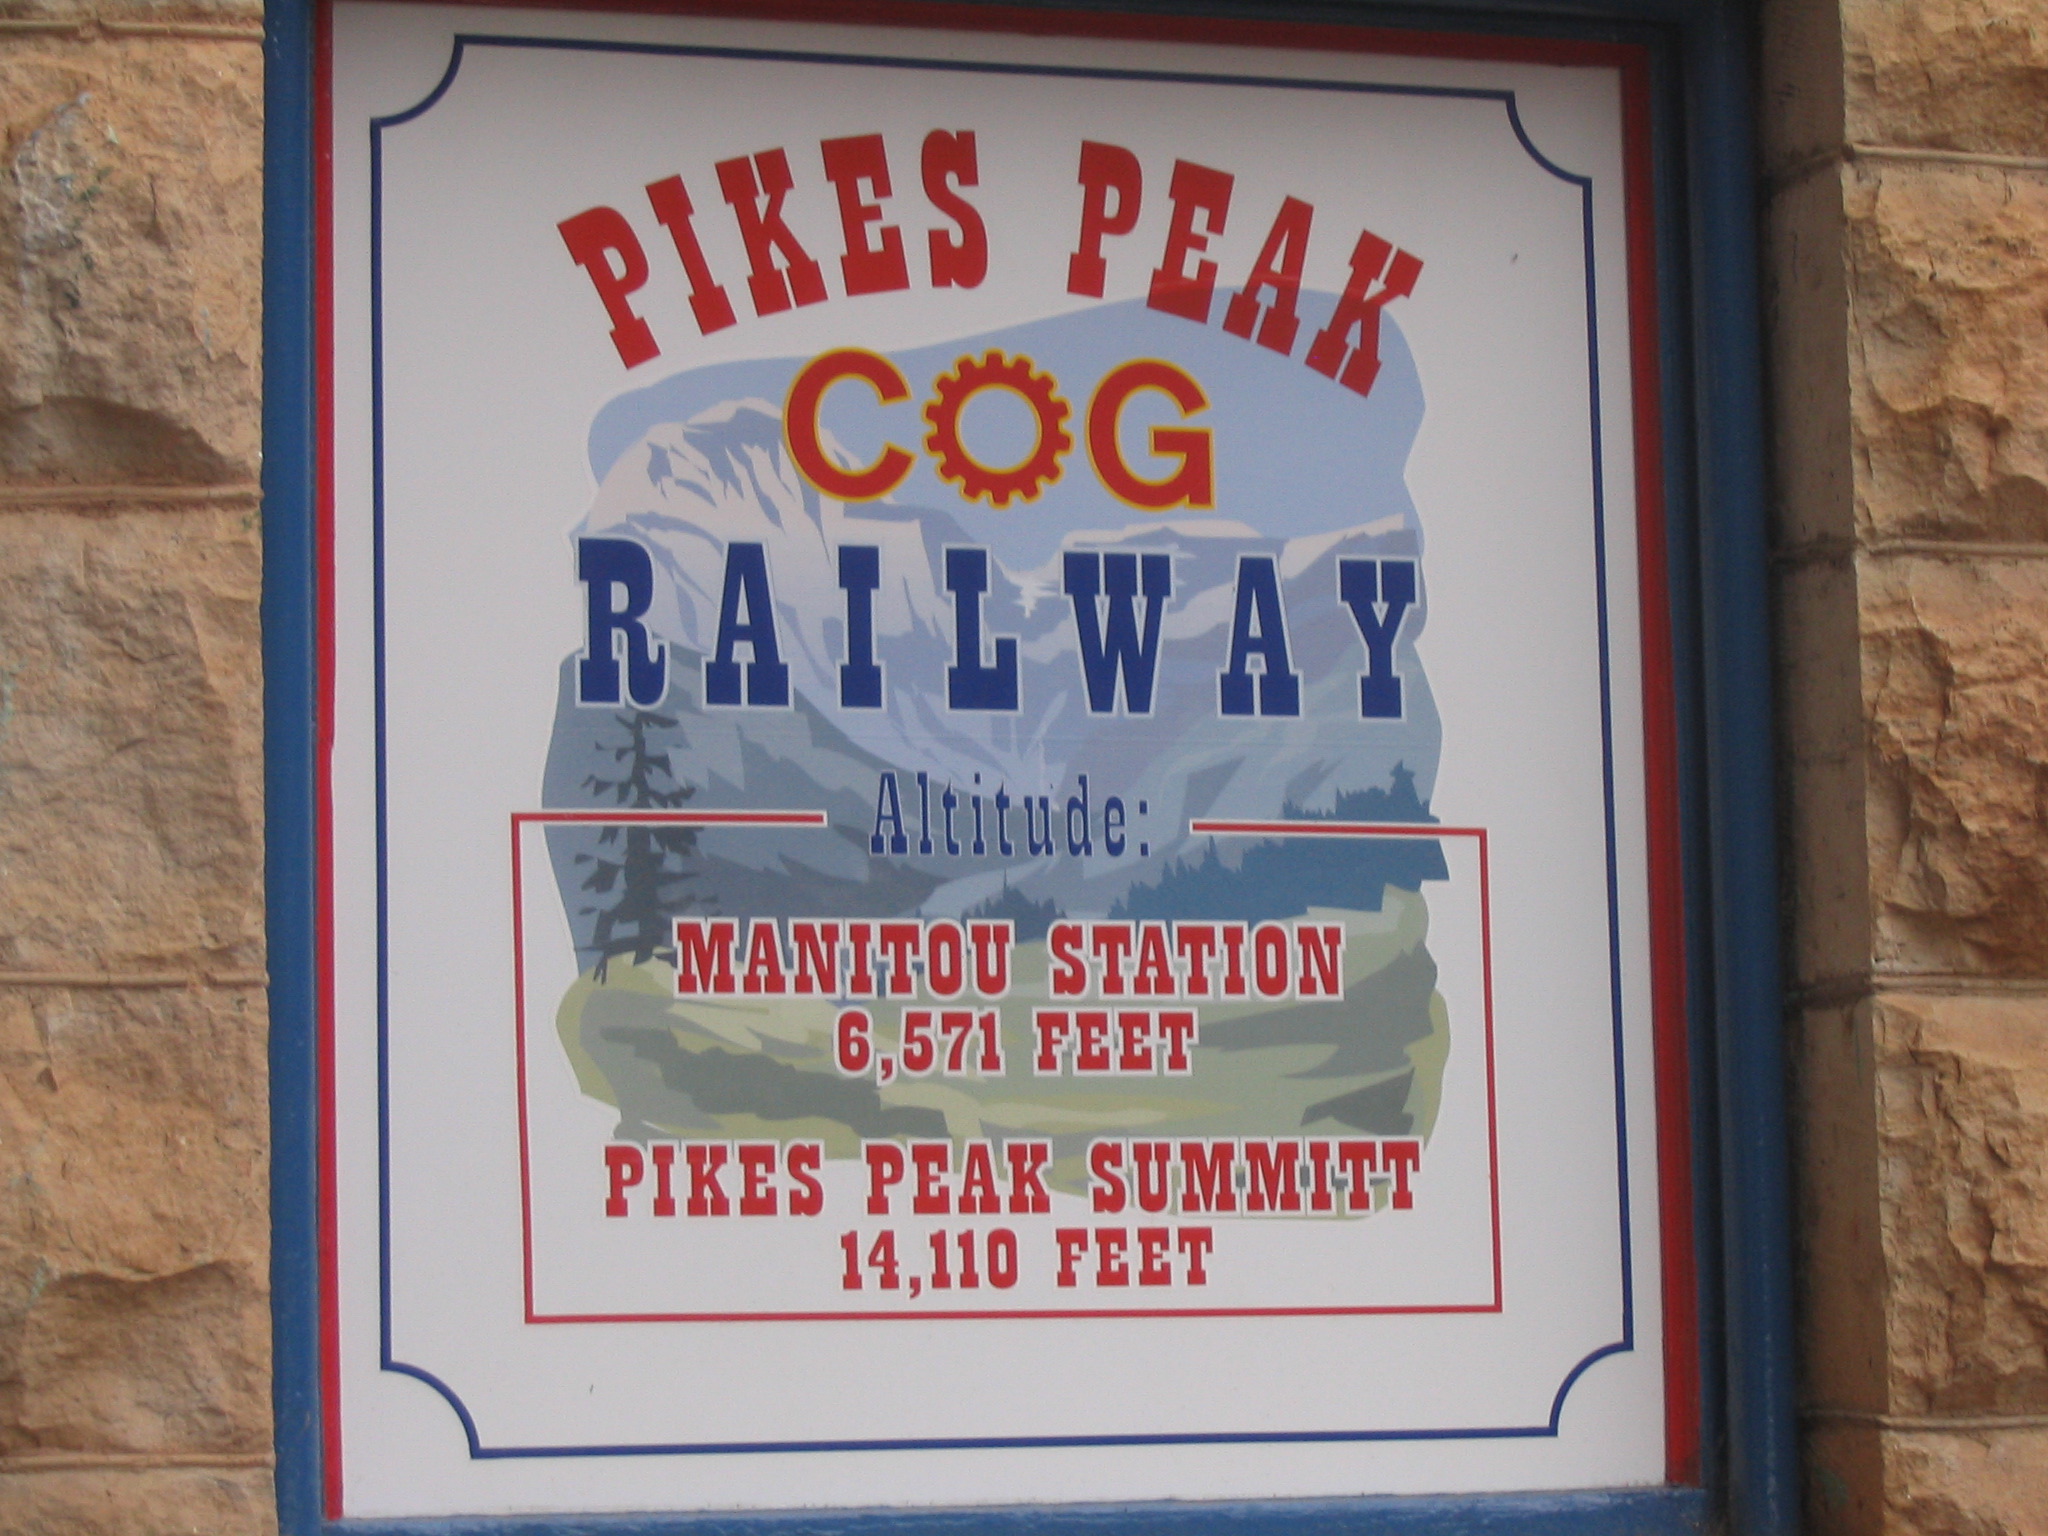 PIKES PEAK
COG
RAILWAY
Altitude:
MANITOU STATION
6,571 FEET
PIKES PEAK SUMMITT
14,110 FEET